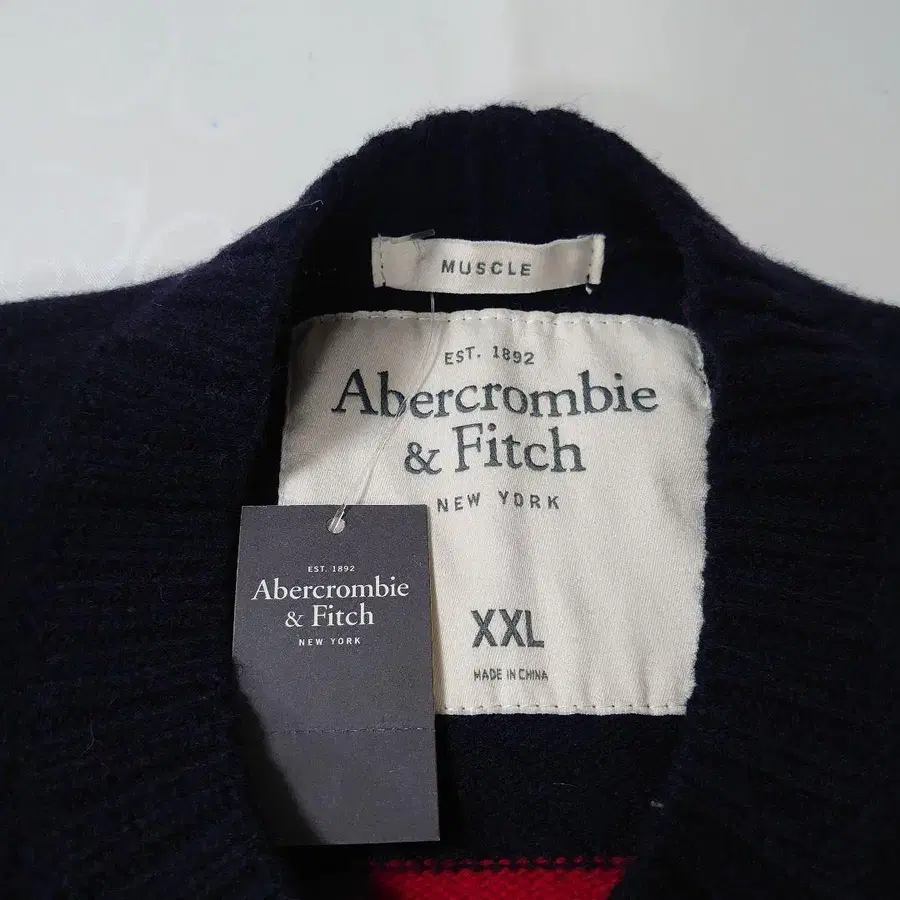 MUSCLE
EST. 1892
Abercrombie
& Fitch
NEW YORK
XXL
MADE IN CHINA
EST. 1892
Abercrombie
& Fitch
NEW YORK